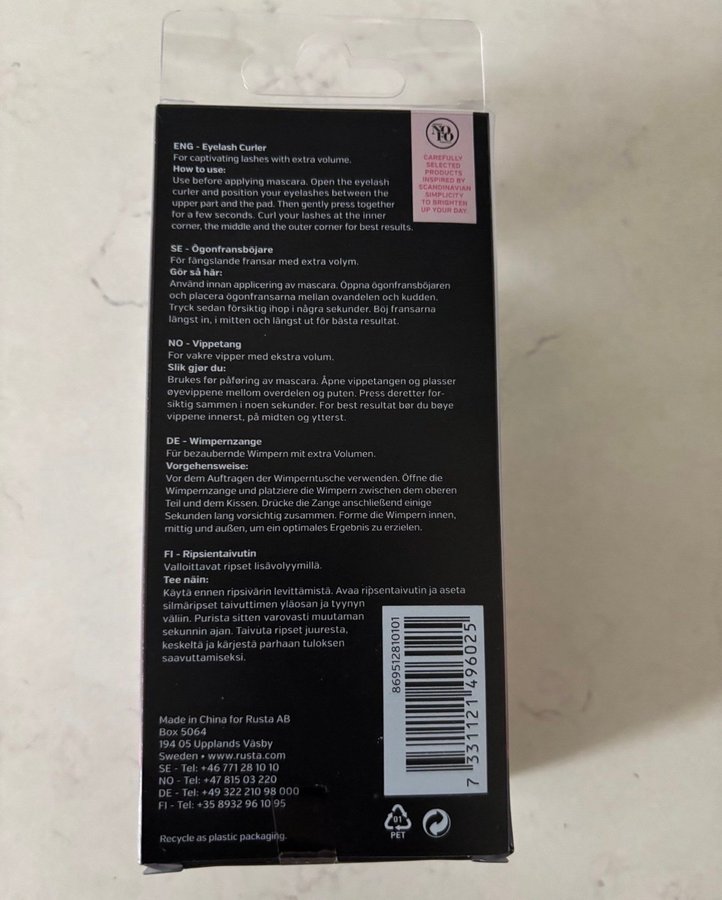 YOFO
CAREFULLY
SELECTED
PRODUCTS
INSPIRED BY
SCANDINAVIAN
SIMPLICITY
TO BRIGHTEN
UP YOUR DAY.
ENG - Eyelash Curler
For captivating lashes with extra volume.
How to use:
Use before applying mascara. Open the eyelash
curler and position your eyelashes between the
upper part and the pad. Then gently press together
for a few seconds. Curl your lashes at the inner
corner, the middle and the outer corner for best results.
SE - Ögonfransböjare
För fängslande fransar med extra volym.
Gör så här:
Använd innan applicering av mascara. Öppna ögonfransböjaren
och placera ögonfransarna mellan ovandelen och kudden.
Tryck sedan försiktig ihop i några sekunder. Böj fransarna
längst in, i mitten och längst ut för bästa resultat.
NO - Vippetang
For vakre vipper med ekstra volum.
Slik gjør du:
Brukes før påføring av mascara. Åpne vippetangen og plasser
øyevippene mellom overdelen og puten. Press deretter for-
siktig sammen i noen sekunder. For best resultat bør du bøye
vippene innerst, på midten og ytterst.
DE - Wimpernzange
Für bezaubernde Wimpern mit extra Volumen.
Vorgehensweise:
Vor dem Auftragen der Wimperntusche verwenden. Öffne die
Wimpernzange und platziere die Wimpern zwischen dem oberen
Teil und dem Kissen. Drücke die Zange anschließend einige
Sekunden lang vorsichtig zusammen. Forme die Wimpern innen,
mittig und außen, um ein optimales Ergebnis zu erzielen.
FI - Ripsientaivutin
Valloittavat ripset lisävolyymillä.
Tee näin:
Käytä ennen ripsivärin levittämistä. Avaa ripsentaivutin ja aseta
silmäripset taivuttimen yläosan ja tyynyn
väliin. Purista sitten varovasti muutaman
sekunnin ajan. Taivuta ripset juuresta,
keskeltä ja kärjestä parhaan tuloksen
saavuttamiseksi.
869512810101
7 331121 496025
Made in China for Rusta AB
Box 5064
194 05 Upplands Väsby
Sweden • www.rusta.com
SE - Tel: +46 771 28 10 10
NO - Tel: +47 815 03 220
DE - Tel: +49 322 210 98 000
FI - Tel: +35 8932 96 10 95
01
PET
Recycle as plastic packaging.